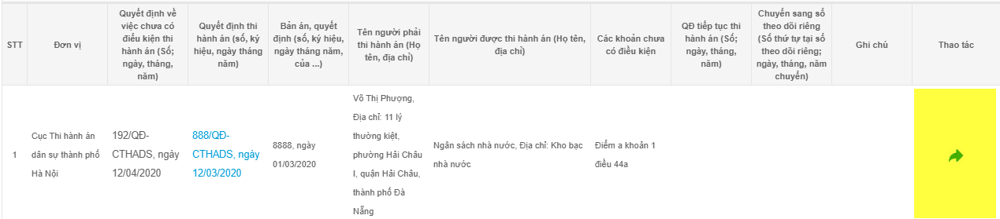 STT
Đơn vị
Quyết định về
việc chưa có
điều kiện thi
hành án (Số;
ngày, tháng,
năm)
Quyết định thi
hành án (số, ký
hiệu, ngày tháng
năm)
Bản án, quyết
định (số, ký hiệu,
ngày tháng năm,
của ...)
Tên người phải
thi hành án (Họ
tên, địa chỉ)
Tên người được thi hành án (Họ tên,
địa chỉ)
Các khoản chưa
có điều kiện
QĐ tiếp tục thi
hành án (Số;
ngày, tháng,
năm)
Chuyển sang sổ
theo dõi riêng
(Số thứ tự tại sổ
theo dõi riêng;
ngày, tháng, năm
chuyển)
Ghi chú
Thao tác
1
Cục Thi hành án
dân sự thành phố
Hà Nội
192/QĐ-
CTHADS, ngày
12/04/2020
888/QĐ-
CTHADS, ngày
12/03/2020
8888, ngày
01/03/2020
Võ Thị Phượng,
Địa chỉ: 11 lý
thường kiệt,
phường Hải Châu
I, quận Hải Châu,
thành phố Đà
Nẵng
Ngân sách nhà nước, Địa chỉ: Kho bạc
nhà nước
Điểm a khoản 1
điều 44a